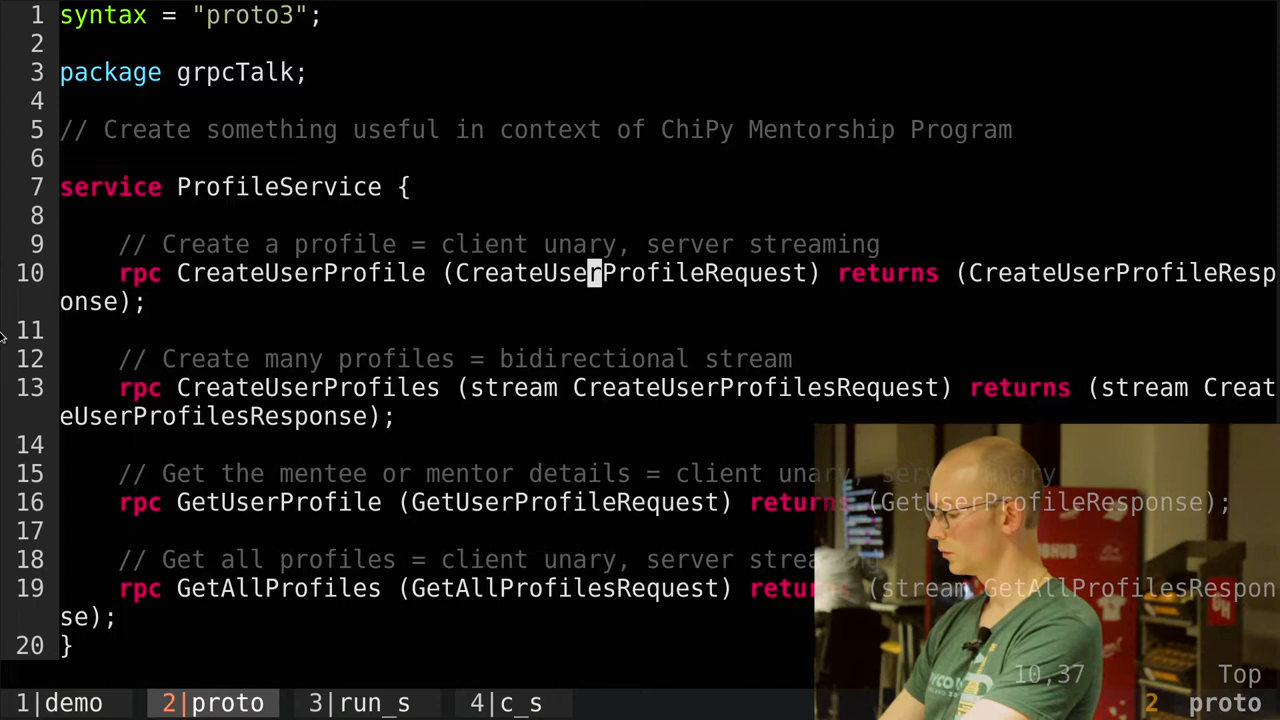 1 syntax = "proto3";
2
3 package grpcTalk;
4
5 // Create something useful in context of ChiPy Mentorship Program
6
7 service ProfileService {
8
9 // Create a profile = client unary, server streaming
10 rpc CreateUserProfile (CreateUserProfileRequest) returns (CreateUserProfileResp
onse);
11
12 // Create many profiles = bidirectional stream
13 rpc CreateUserProfiles (stream CreateUserProfilesRequest) returns (stream Creat
eUserProfilesResponse);
14
15 // Get the mentee or mentor details = client unary, server unary
16 rpc GetUserProfile (GetUserProfileRequest) returns (GetUserProfileResponse);
17
18 // Get all profiles = client unary, server strea
19 rpc GetAllProfiles (GetAllProfilesRequest) returns (stream GetAllProfilesRespon
se);
20 }
10,37 Top
1|demo 2|proto 3|run_s 4|c_s 2 proto